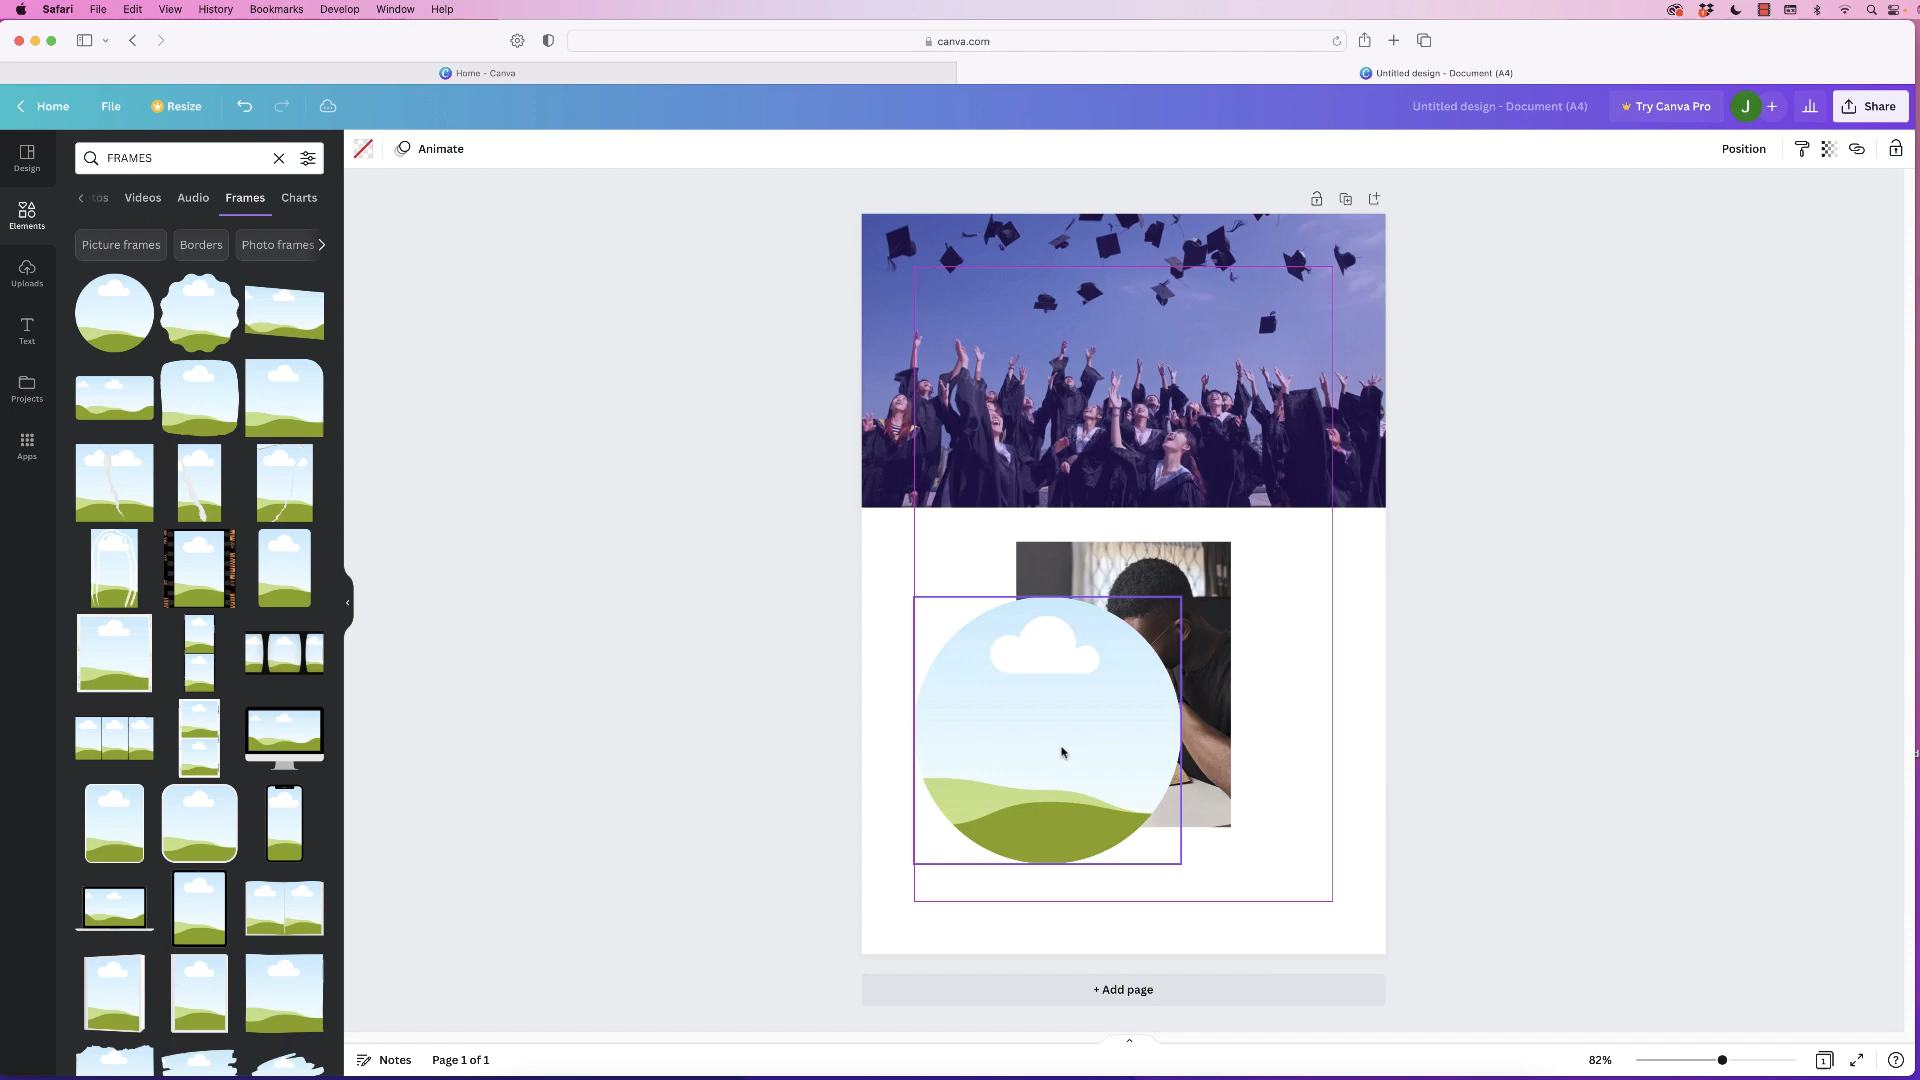 Safari File Edit View History Bookmarks Develop Window Help
canva.com
Home - Canva
Untitled design - Document (A4)
Home File Resize
Untitled design - Document (A4)
Try Canva Pro
J
Share
Design
Elements
Uploads
Text
Projects
Apps
FRAMES
tos Videos Audio Frames Charts
Picture frames Borders Photo frames
Animate
Position
+ Add page
Notes Page 1 of 1
82%
1